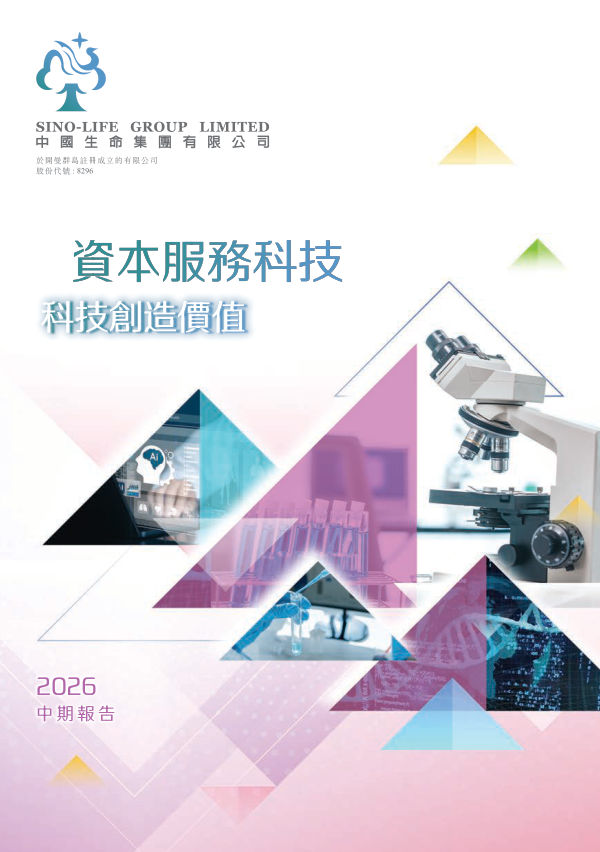 SINO-LIFE GROUP LIMITED
中國生命集團有限公司
於開曼群島註冊成立的有限公司
股份代號 : 8296
資本服務科技
科技創造價值
Ai
2026
中期報告